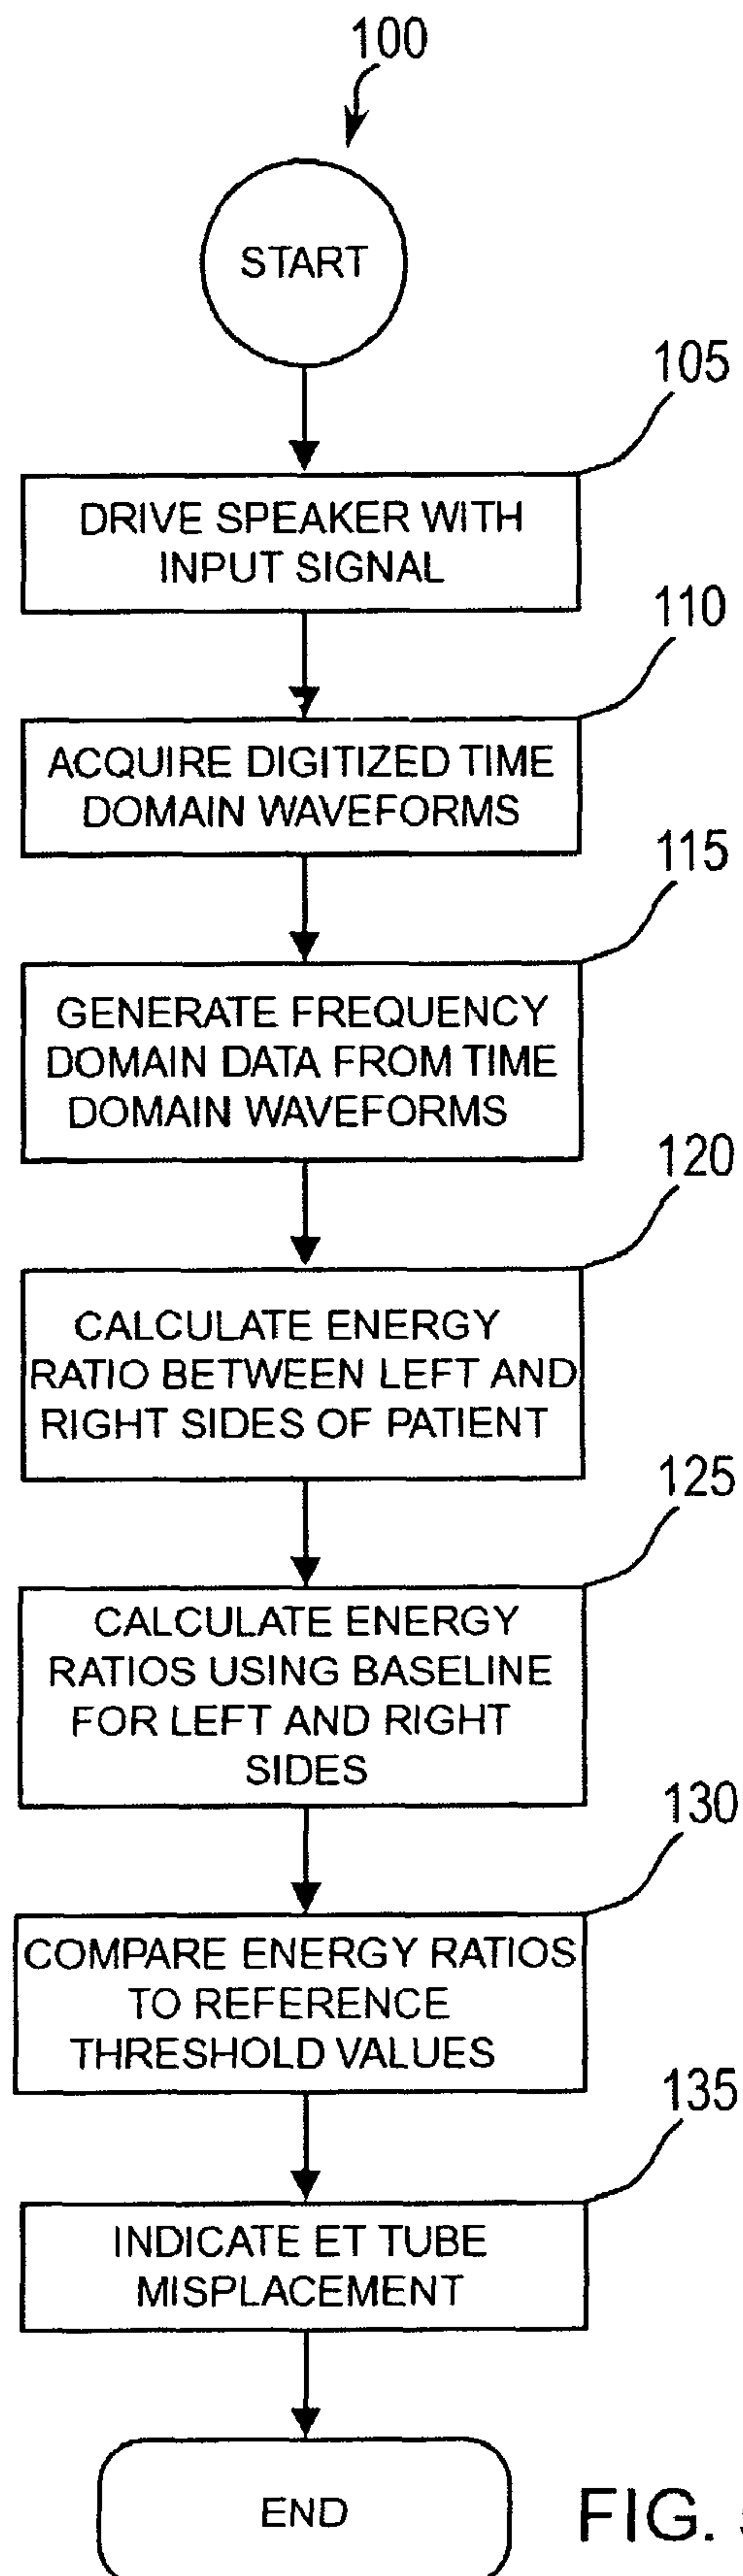 100
START
105
DRIVE SPEAKER WITH
INPUT SIGNAL
110
ACQUIRE DIGITIZED TIME
DOMAIN WAVEFORMS
115
GENERATE FREQUENCY
DOMAIN DATA FROM TIME
DOMAIN WAVEFORMS
120
CALCULATE ENERGY
RATIO BETWEEN LEFT AND
RIGHT SIDES OF PATIENT
125
CALCULATE ENERGY
RATIOS USING BASELINE
FOR LEFT AND RIGHT
SIDES
130
COMPARE ENERGY RATIOS
TO REFERENCE
THRESHOLD VALUES
135
INDICATE ET TUBE
MISPLACEMENT
END
FIG.